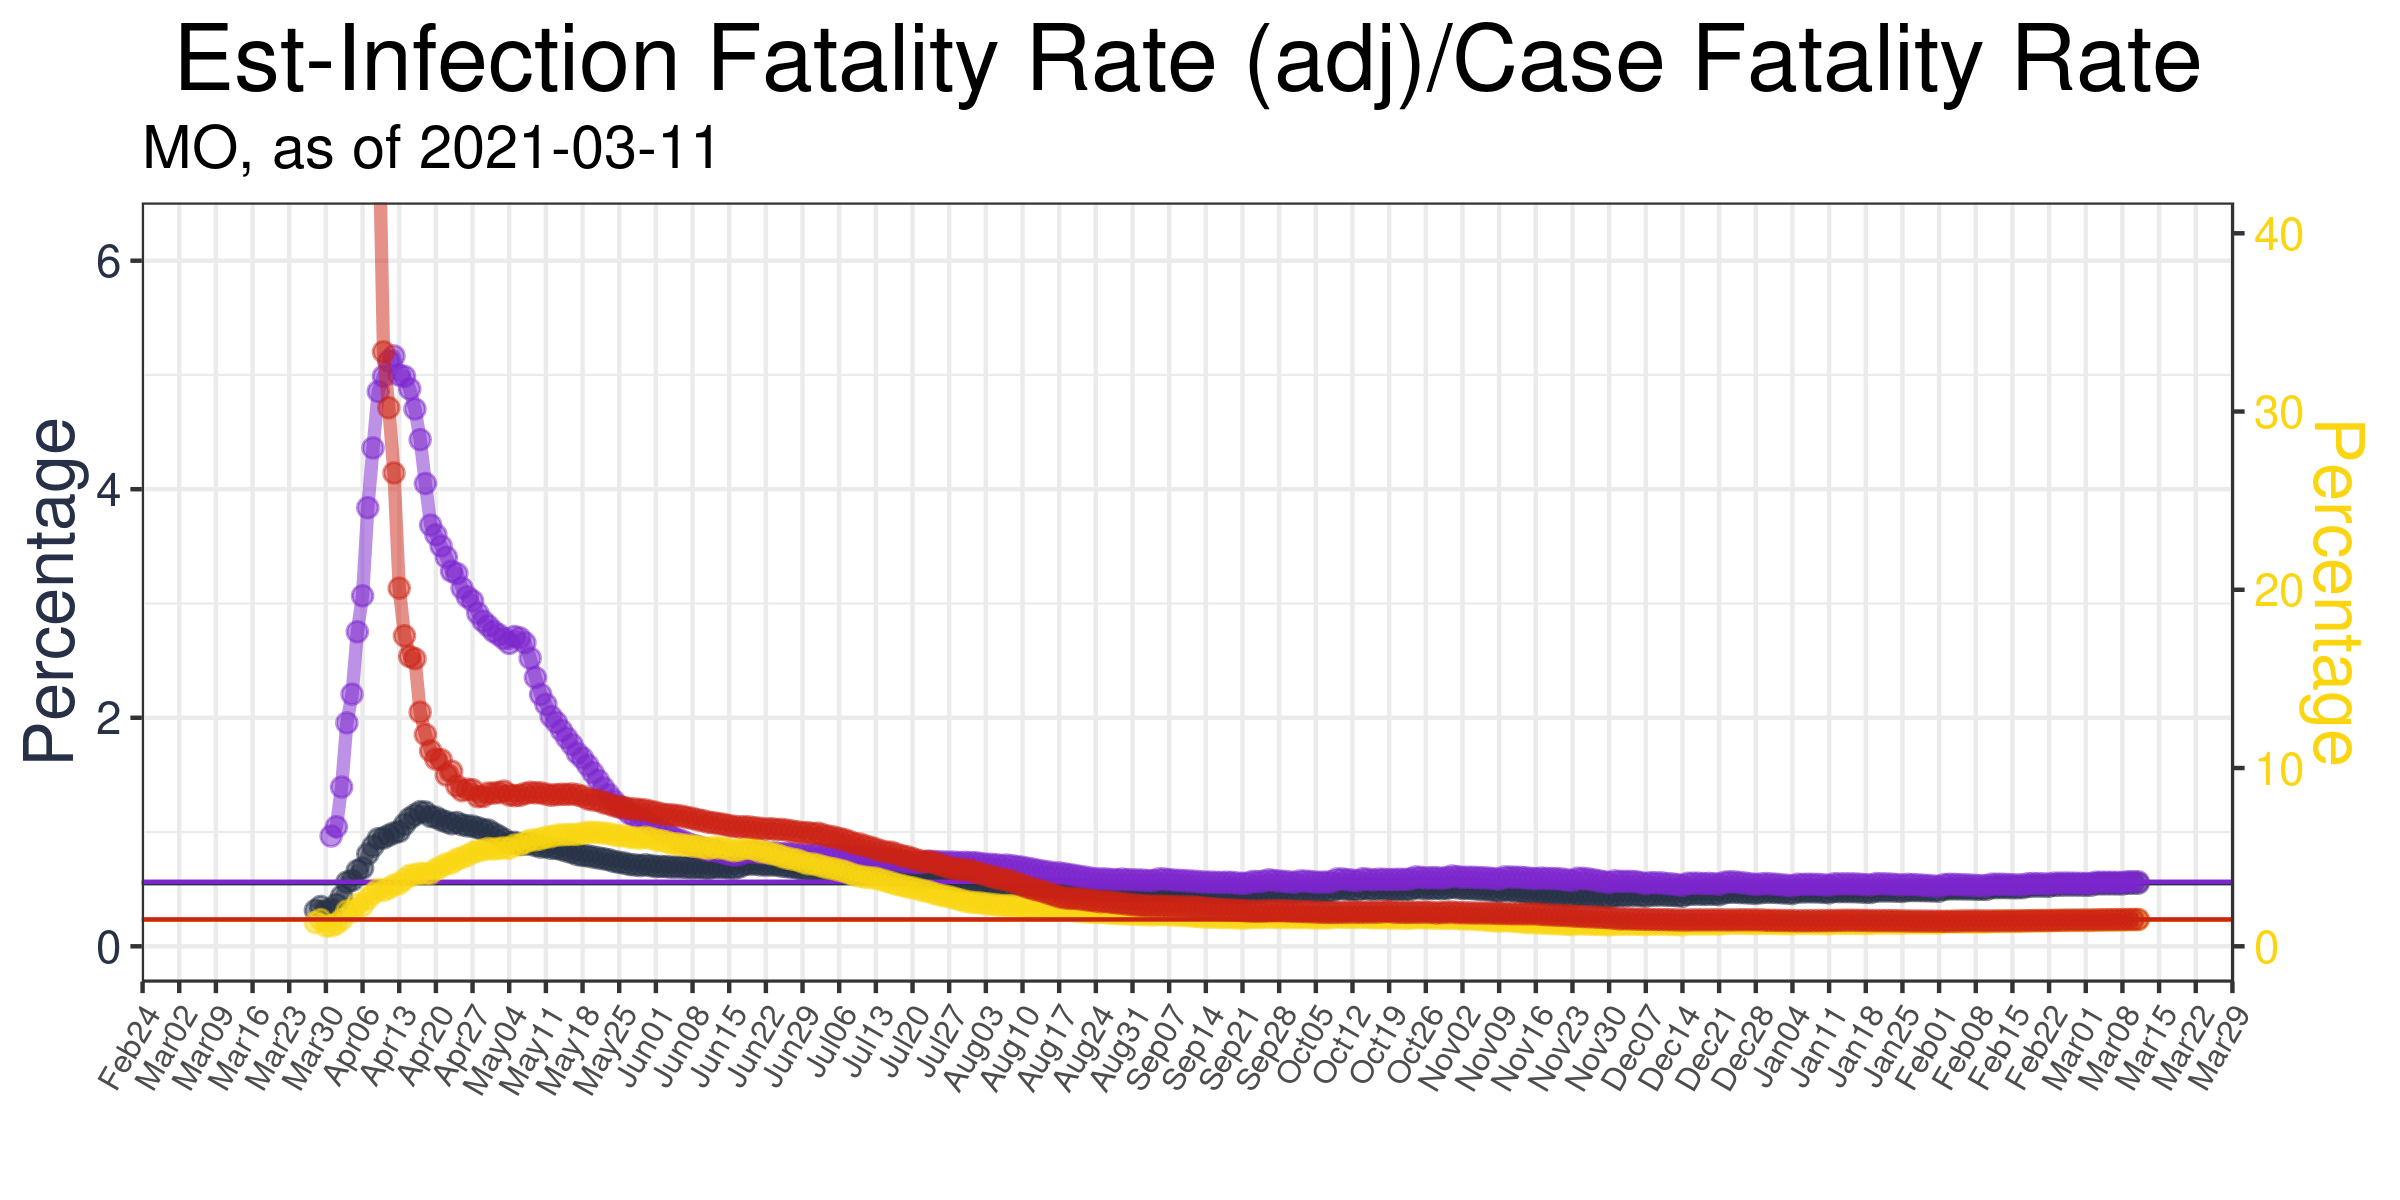 Est-Infection Fatality Rate (adj)/Case Fatality Rate
MO, as of 2021-03-11
Percentage
6
4
2
0
40
30
20
10
0
Percentage
Feb24
Mar02
Mar09
Mar16
Mar23
Mar30
Apr06
Apr13
Apr20
Apr27
May04
May11
May18
May25
Jun01
Jun08
Jun15
Jun22
Jun29
Jul06
Jul13
Jul20
Jul27
Aug03
Aug10
Aug17
Aug24
Aug31
Sep07
Sep14
Sep21
Sep28
Oct05
Oct12
Oct19
Oct26
Nov02
Nov09
Nov16
Nov23
Nov30
Dec07
Dec14
Dec21
Dec28
Jan04
Jan11
Jan18
Jan25
Feb01
Feb08
Feb15
Feb22
Mar01
Mar08
Mar15
Mar22
Mar29